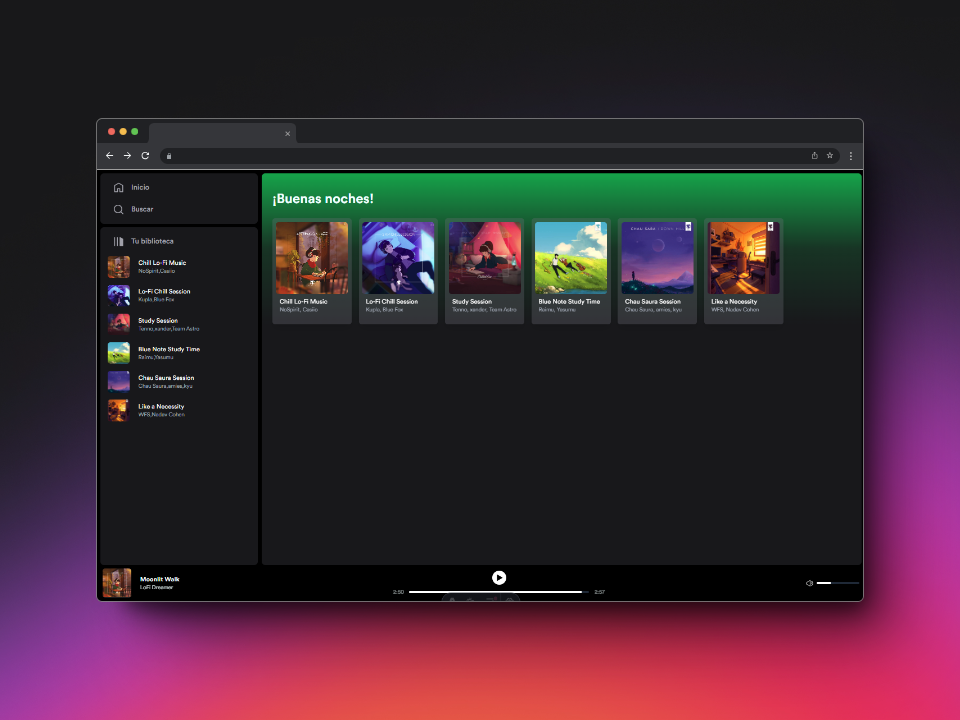 Inicio
Buscar
Tu biblioteca
Chill Lo-Fi Music
NoSpirit,Casiio
Lo-Fi Chill Session
Kupla,Blue Fox
Study Session
Tenno,xander,Team Astro
Blue Note Study Time
Raimu,Yasumu
Chau Saura Session
Chau Saura,amies,kyu
Like a Necessity
WFS,Nadav Cohen
¡Buenas noches!
Chill Lo-Fi Music
NoSpirit, Casiio
Lo-Fi Chill Session
Kupla, Blue Fox
Study Session
Tenno, xander, Team Astro
Blue Note Study Time
Raimu, Yasumu
CHAU SAURA
Chau Saura Session
Chau Saura, amies, kyu
Like a Necessity
WFS, Nadav Cohen
Moonlit Walk
LoFi Dreamer
2:50
2:57